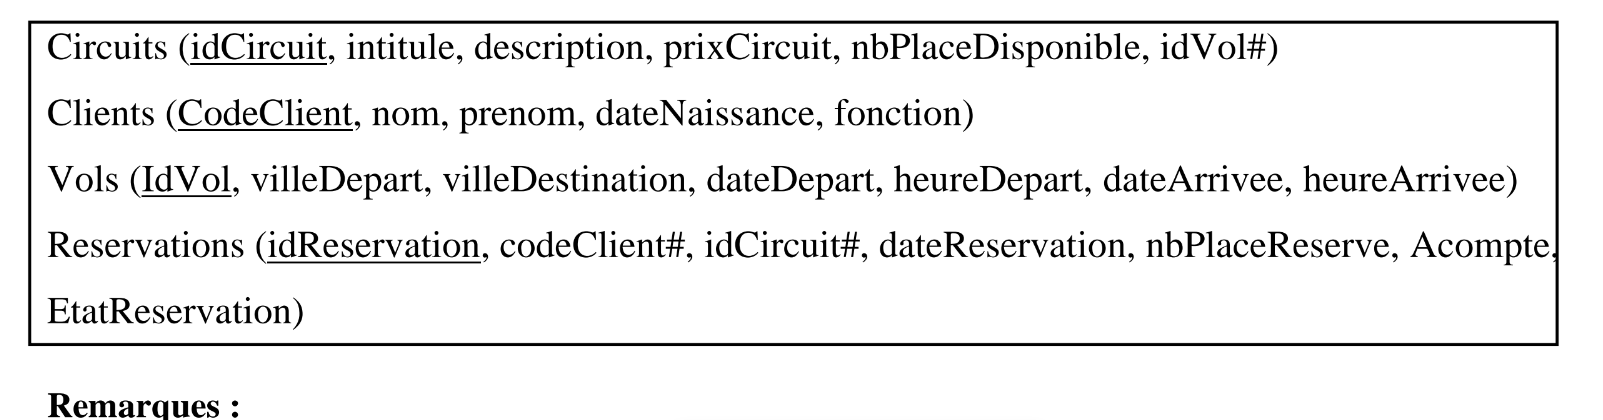 Circuits (idCircuit, intitule, description, prixCircuit, nbPlaceDisponible, idVol#)
Clients (CodeClient, nom, prenom, dateNaissance, fonction)
Vols (IdVol, villeDepart, villeDestination, dateDepart, heureDepart, dateArrivee, heureArrivee)
Reservations (idReservation, codeClient#, idCircuit#, dateReservation, nbPlaceReserve, Acompte,
EtatReservation)
Remarques :